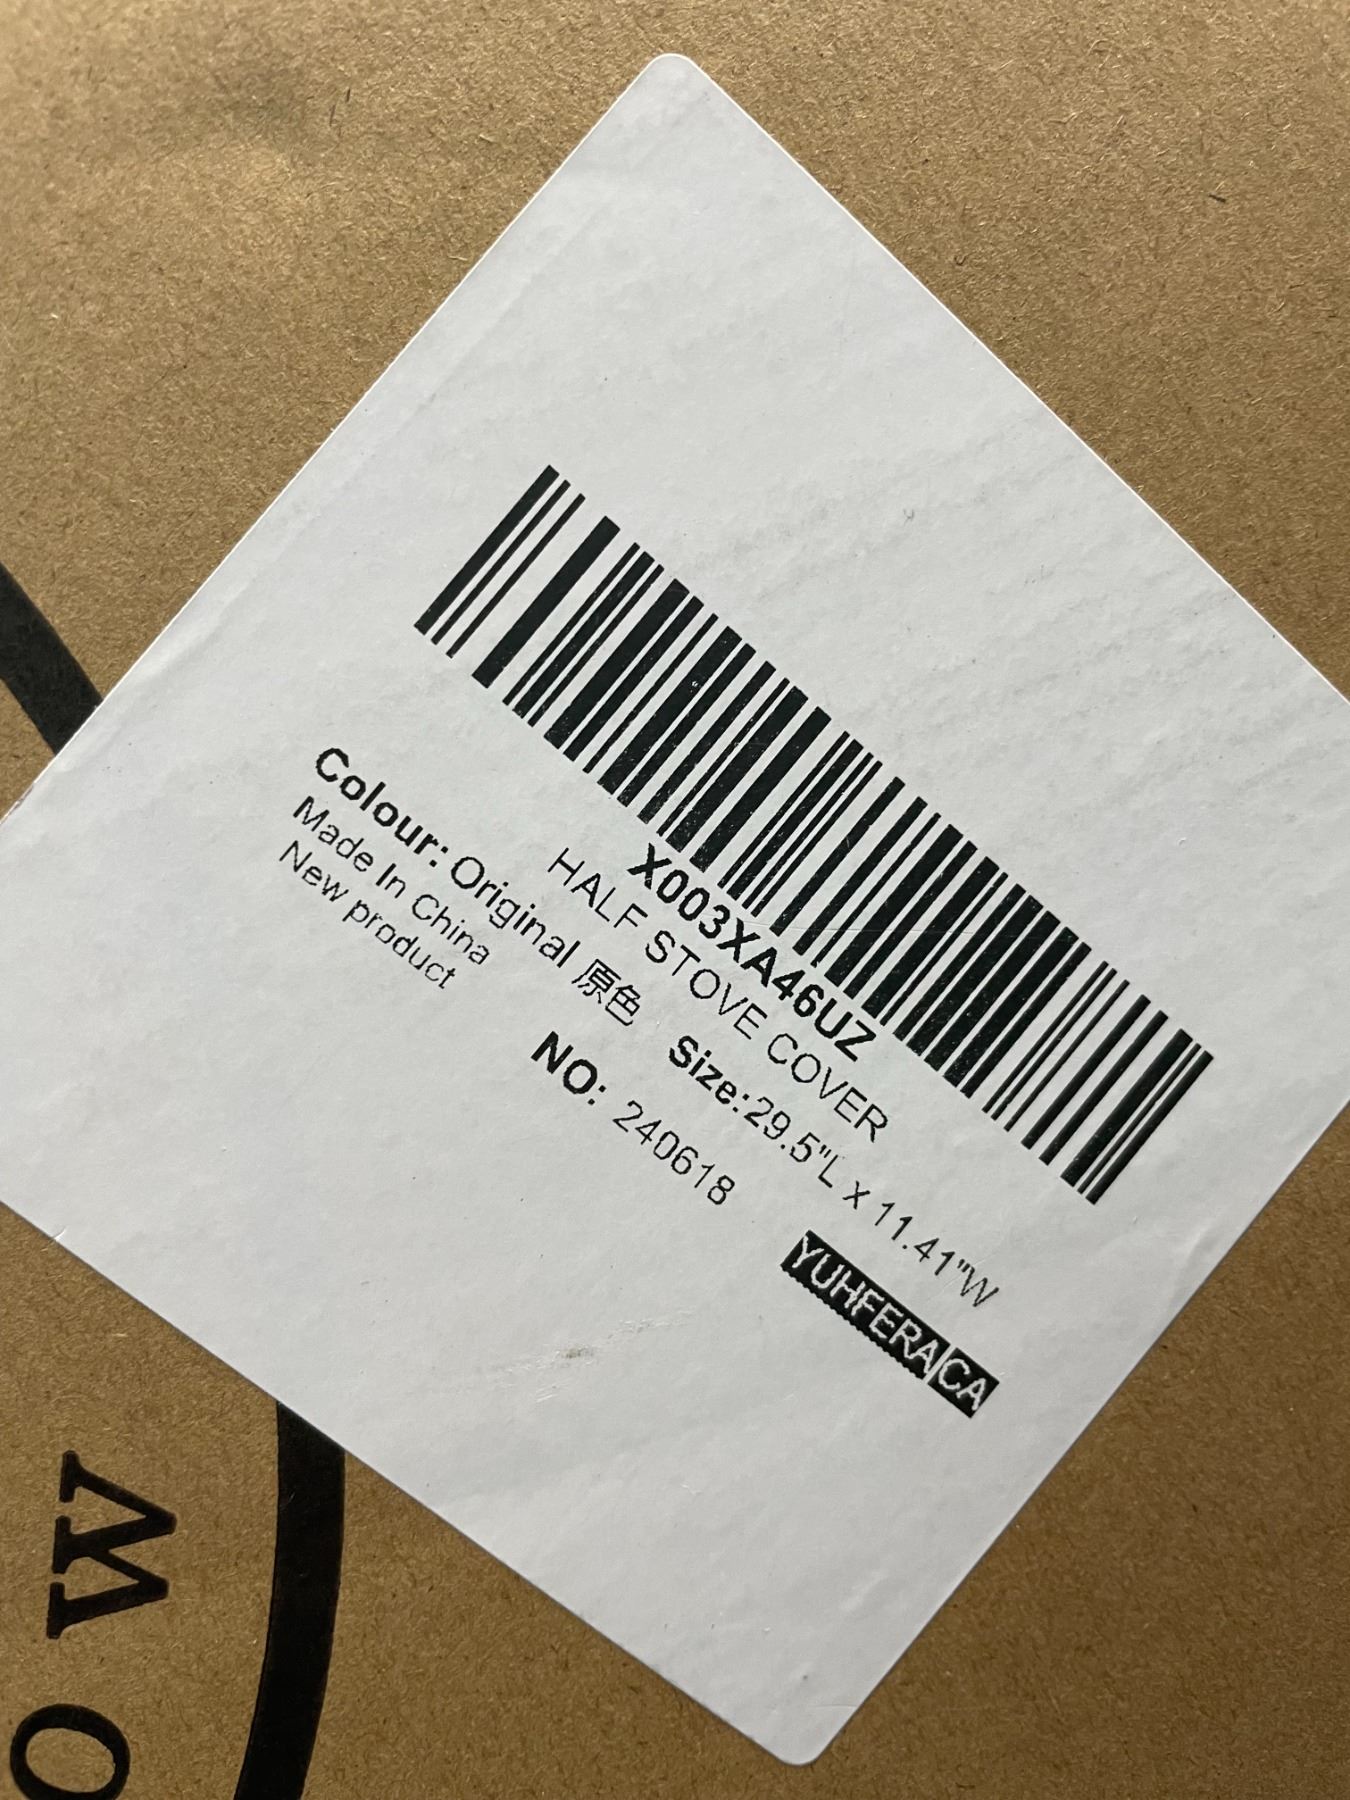 X003XA46UZ
HALF STOVE COVER
Colour: Original 原色 Size:29.5"L x 11.41"W
Made In China
New product
NO: 240618
YUHFERA|CA
OW